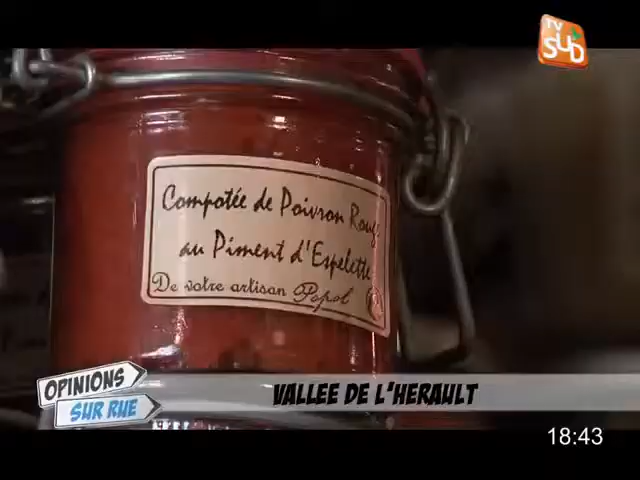 TV
SUD
Compotée de Poivron Rouge
au Piment d'Espelette
De votre artisan Popol
OPINIONS
SUR RUE
VALLEE DE L'HERAULT
18:43